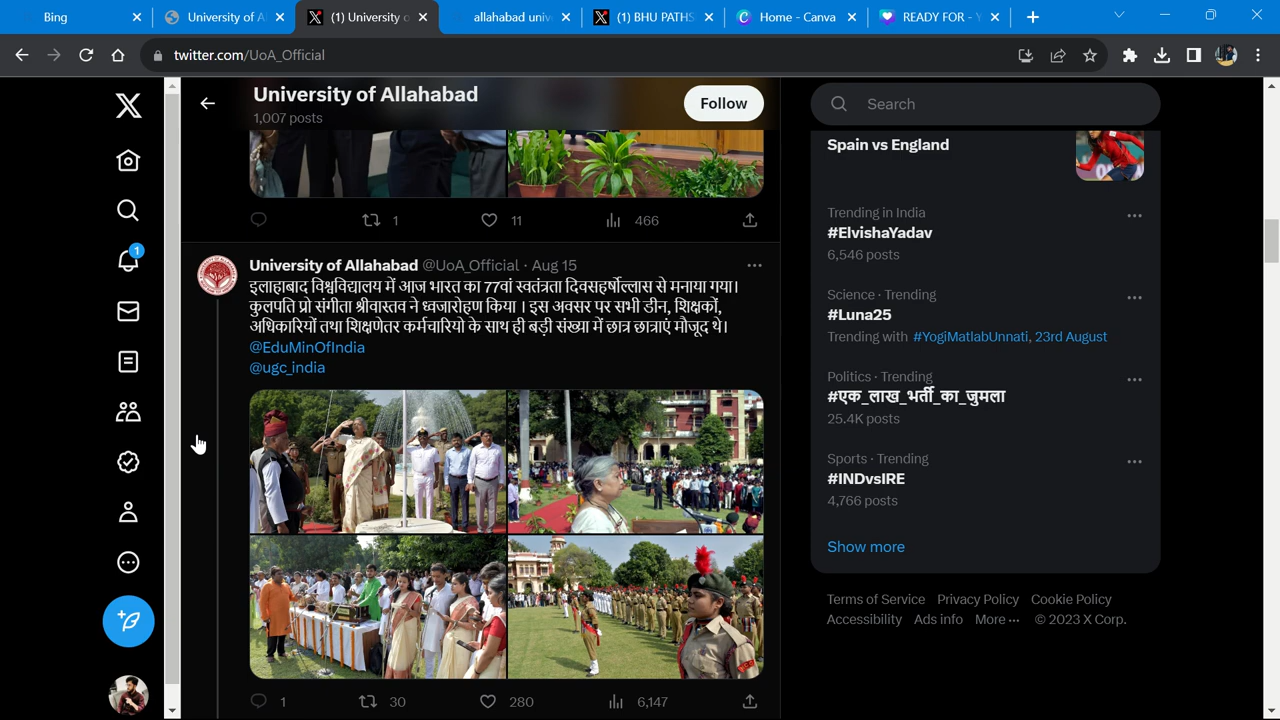 Bing
University of A
(1) University o
allahabad univ
(1) BHU PATHS
Home - Canva
READY FOR - Y
twitter.com/UoA_Official
University of Allahabad
1,007 posts
Follow
1
11
466
University of Allahabad @UoA_Official · Aug 15
इलाहाबाद विश्वविद्यालय में आज भारत का 77वां स्वतंत्रता दिवसहर्षोल्लास से मनाया गया।
कुलपति प्रो संगीता श्रीवास्तव ने ध्वजारोहण किया । इस अवसर पर सभी डीन, शिक्षकों,
अधिकारियों तथा शिक्षणेतर कर्मचारियो के साथ ही बड़ी संख्या में छात्र छात्राएं मौजूद थे।
@EduMinOfIndia
@ugc_india
1
30
280
6,147
1
Search
Spain vs England
Trending in India
#ElvishaYadav
6,546 posts
Science · Trending
#Luna25
Trending with #YogiMatlabUnnati, 23rd August
Politics · Trending
#एक_लाख_भर्ती_का_जुमला
25.4K posts
Sports · Trending
#INDvsIRE
4,766 posts
Show more
Terms of Service Privacy Policy Cookie Policy
Accessibility Ads info More ··· © 2023 X Corp.